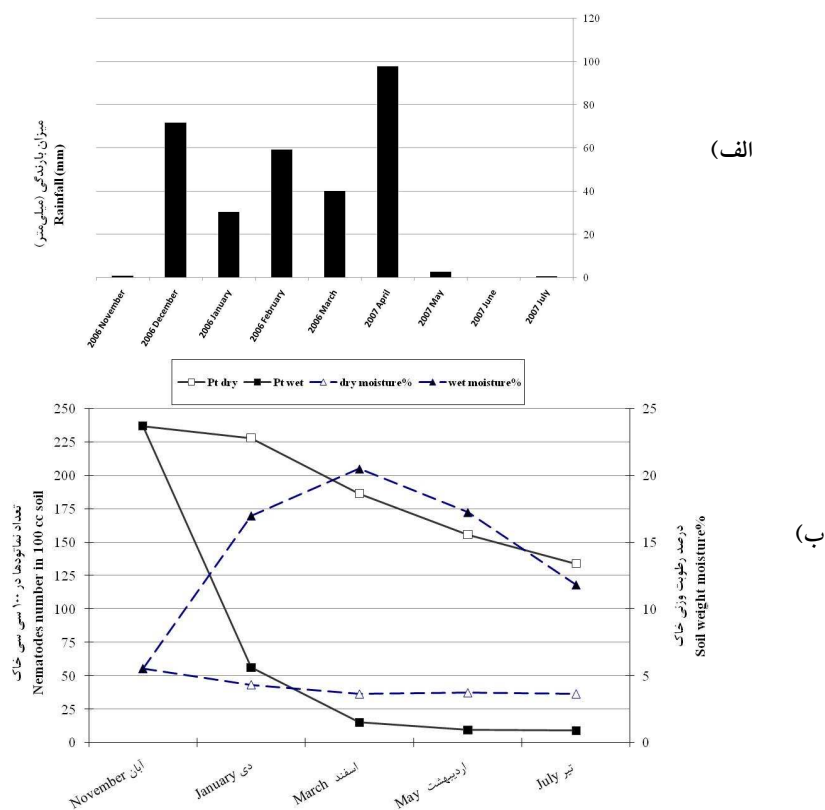 120
100
80
60
40
20
0
میزان بارندگی (میلی‌متر)
Rainfall (mm)
الف)
2006 November
2006 December
2006 January
2006 February
2006 March
2007 April
2007 May
2007 June
2007 July
Pt dry
Pt wet
dry moisture%
wet moisture%
250
225
200
175
150
125
100
75
50
25
0
تعداد نماتودها در ۱۰۰ سی سی خاک
Nematodes number in 100 cc soil
25
20
15
10
5
0
درصد رطوبت وزنی خاک
Soil weight moisture%
ب)
November آبان
January دی
March اسفند
May اردیبهشت
July تیر